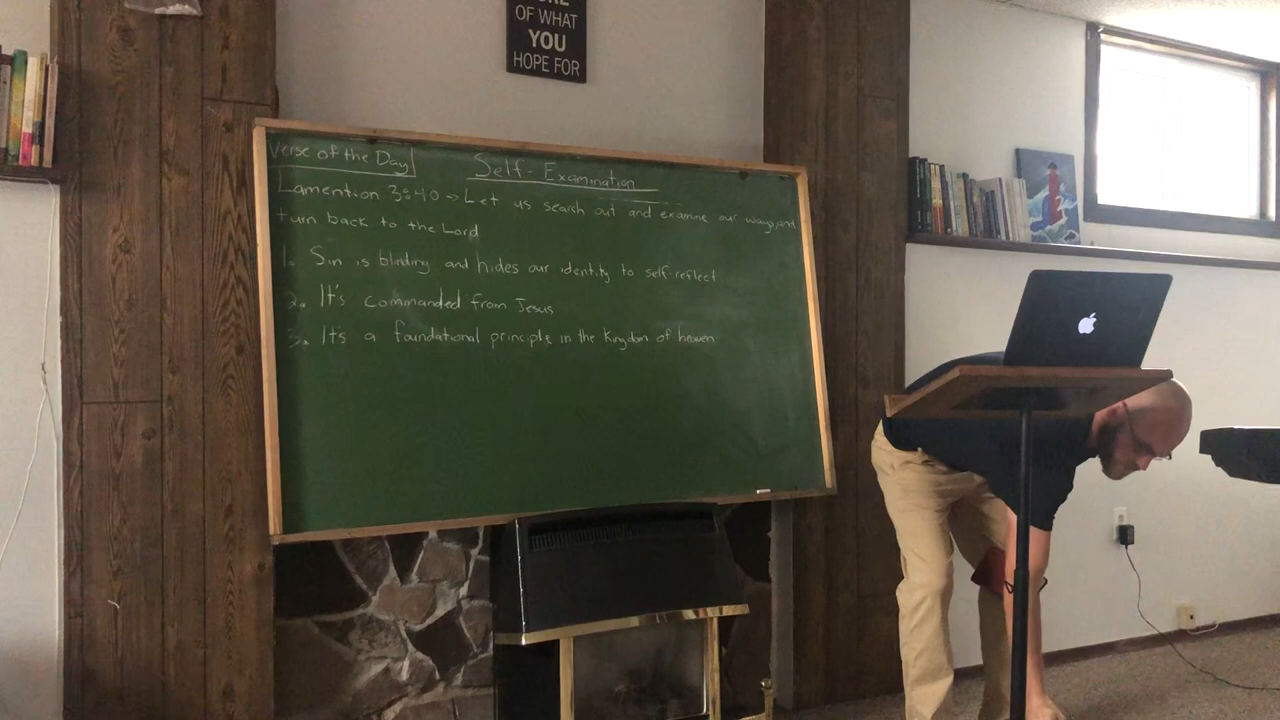 OF WHAT
YOU
HOPE FOR
Verse of the Day
Self-Examination
Lamention 3:40 -> Let us search out and examine our ways, and
turn back to the Lord
1. Sin is blinding and hides our identity to self-reflect
2. It's commanded from Jesus
3. It's a foundational principle in the Kingdom of heaven